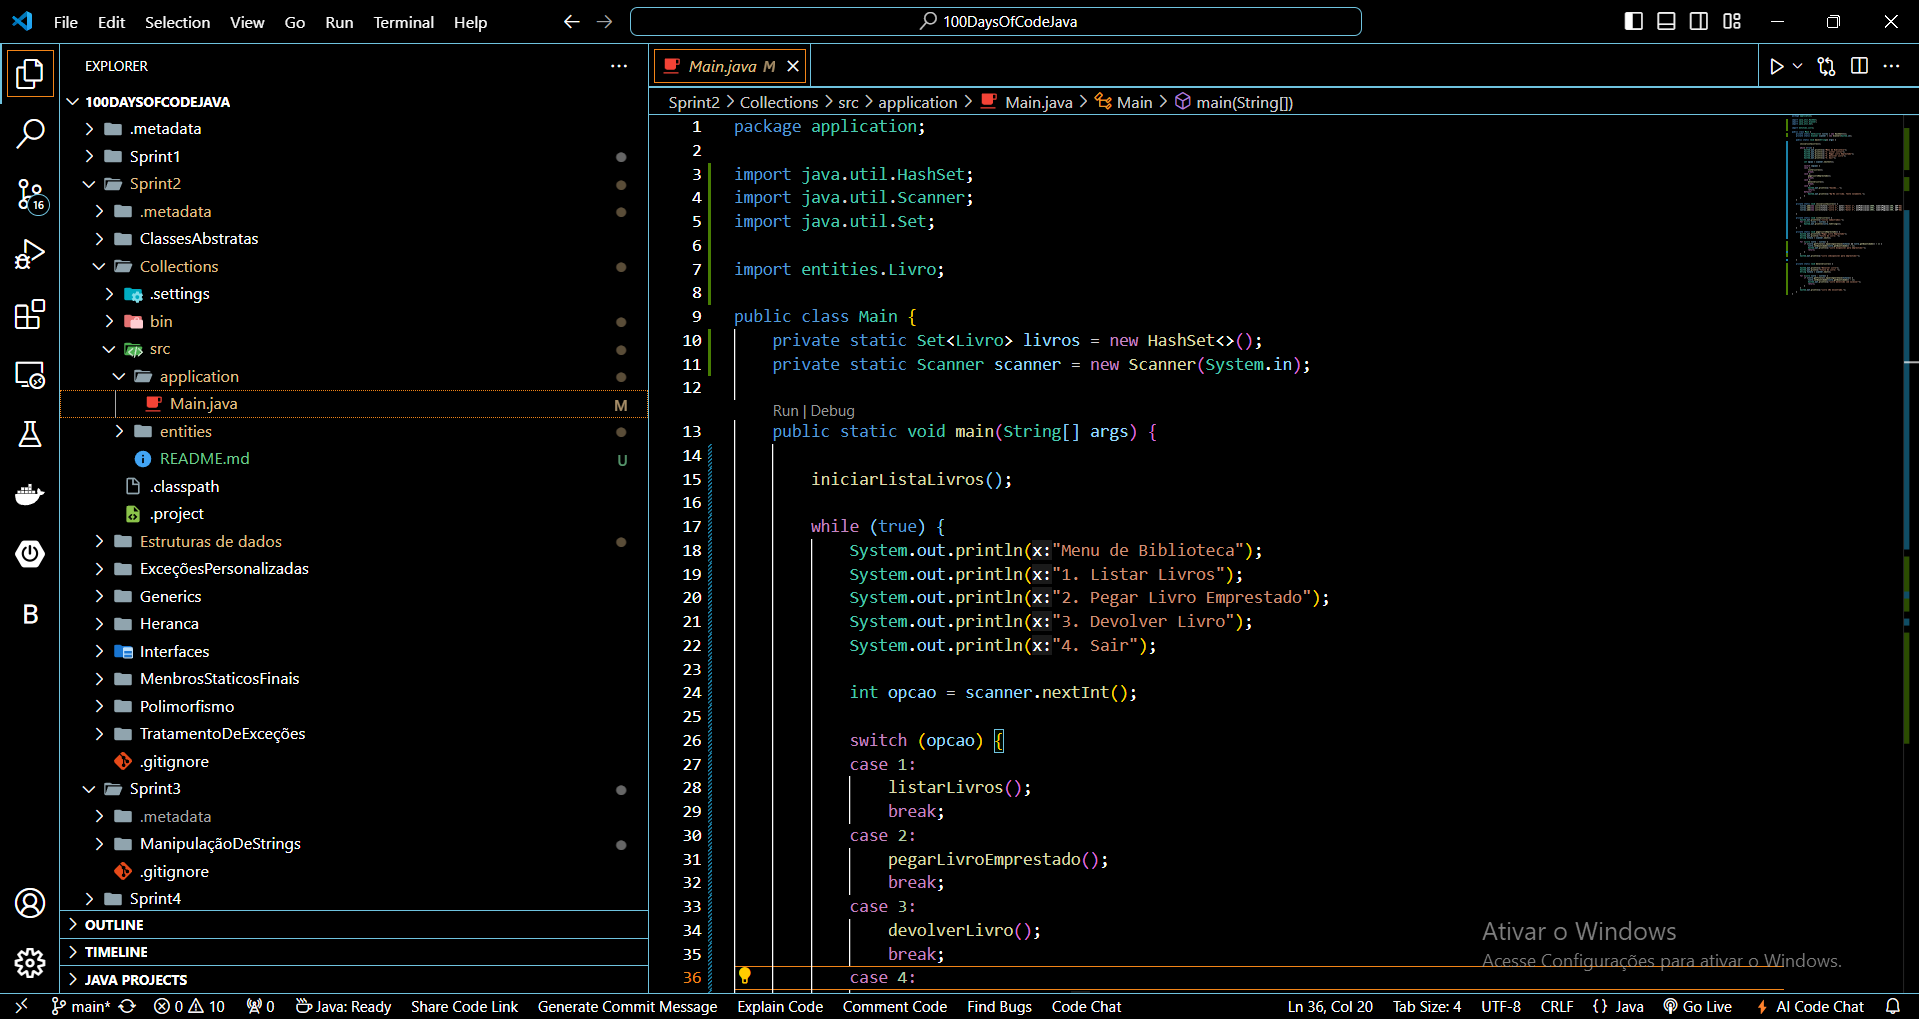 File Edit Selection View Go Run Terminal Help 100DaysOfCodeJava
EXPLORER
Main.java M
100DAYSOFCODEJAVA
Sprint2 > Collections > src > application > Main.java > Main > main(String[])
.metadata
Sprint1
Sprint2
.metadata
ClassesAbstratas
Collections
.settings
bin
src
application
Main.java M
entities
README.md U
.classpath
.project
Estruturas de dados
ExceçõesPersonalizadas
Generics
Heranca
Interfaces
MenbrosStaticosFinais
Polimorfismo
TratamentoDeExceções
.gitignore
Sprint3
.metadata
ManipulaçãoDeStrings
.gitignore
Sprint4
OUTLINE
TIMELINE
JAVA PROJECTS
16
B
1 package application;
2
3 import java.util.HashSet;
4 import java.util.Scanner;
5 import java.util.Set;
6
7 import entities.Livro;
8
9 public class Main {
10 private static Set<Livro> livros = new HashSet<>();
11 private static Scanner scanner = new Scanner(System.in);
12
Run | Debug
13 public static void main(String[] args) {
14
15 iniciarListaLivros();
16
17 while (true) {
18 System.out.println(x:"Menu de Biblioteca");
19 System.out.println(x:"1. Listar Livros");
20 System.out.println(x:"2. Pegar Livro Emprestado");
21 System.out.println(x:"3. Devolver Livro");
22 System.out.println(x:"4. Sair");
23
24 int opcao = scanner.nextInt();
25
26 switch (opcao) {
27 case 1:
28 listarLivros();
29 break;
30 case 2:
31 pegarLivroEmprestado();
32 break;
33 case 3:
34 devolverLivro();
35 break;
36 case 4:
Ativar o Windows
Acesse Configurações para ativar o Windows.
main* 0 10 0 Java: Ready Share Code Link Generate Commit Message Explain Code Comment Code Find Bugs Code Chat Ln 36, Col 20 Tab Size: 4 UTF-8 CRLF {} Java Go Live AI Code Chat